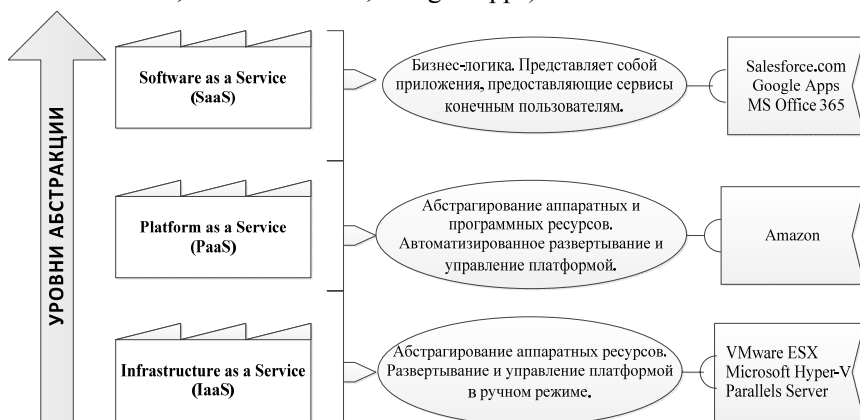 УРОВНИ АБСТРАКЦИИ
Software as a Service
(SaaS)
Бизнес-логика. Представляет собой
приложения, предоставляющие сервисы
конечным пользователям.
Salesforce.com
Google Apps
MS Office 365
Platform as a Service
(PaaS)
Абстрагирование аппаратных и
программных ресурсов.
Автоматизированное развертывание и
управление платформой.
Amazon
Infrastructure as a Service
(IaaS)
Абстрагирование аппаратных ресурсов.
Развертывание и управление платформой
в ручном режиме.
VMware ESX
Microsoft Hyper-V
Parallels Server